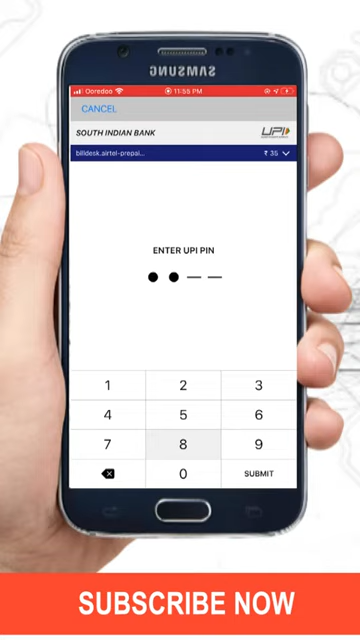 SAMSUNG
Ooredoo 11:55 PM
CANCEL
SOUTH INDIAN BANK UPI
billdesk.airtel-prepai... ₹ 35
ENTER UPI PIN
1 2 3
4 5 6
7 8 9
0 SUBMIT
SUBSCRIBE NOW